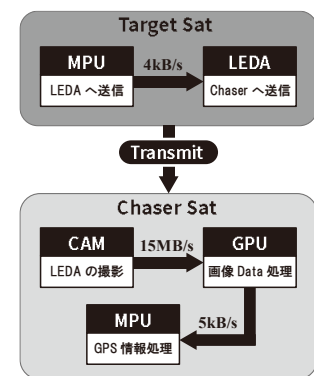 Target Sat
MPU
4kB/s
LEDA
LEDA へ送信
Chaser へ送信
Transmit
Chaser Sat
CAM
15MB/s
GPU
LEDA の撮影
画像 Data 処理
MPU
5kB/s
GPS 情報処理